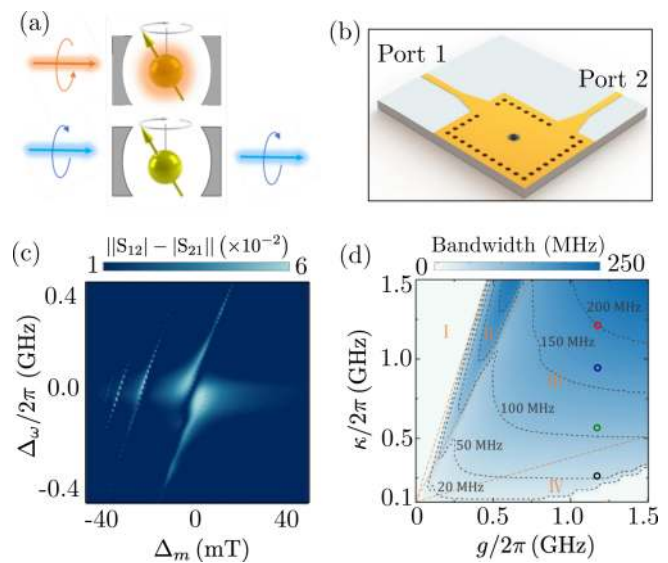 (a)
(b)
Port 1
Port 2
(c)
||S₁₂| − |S₂₁|| (×10⁻²)
1
6
0.4
0.0
-0.4
Δω/2π (GHz)
-40
0
40
Δₘ (mT)
(d)
Bandwidth (MHz)
0
250
1.5
1.0
0.5
0.1
κ/2π (GHz)
I
II
III
IV
200 MHz
150 MHz
100 MHz
50 MHz
20 MHz
0
0.5
1.0
1.5
g/2π (GHz)